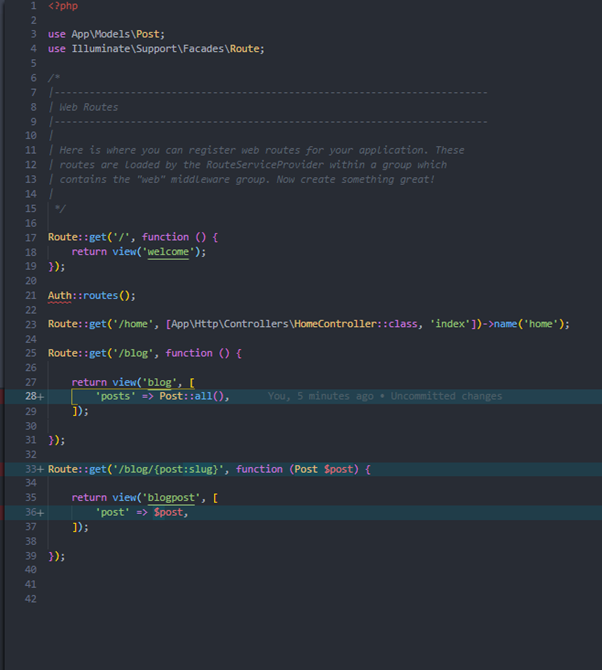 1 <?php
2
3 use App\Models\Post;
4 use Illuminate\Support\Facades\Route;
5
6 /*
7 |--------------------------------------------------------------------------
8 | Web Routes
9 |--------------------------------------------------------------------------
10 |
11 | Here is where you can register web routes for your application. These
12 | routes are loaded by the RouteServiceProvider within a group which
13 | contains the "web" middleware group. Now create something great!
14 |
15 */
16
17 Route::get('/', function () {
18     return view('welcome');
19 });
20
21 Auth::routes();
22
23 Route::get('/home', [App\Http\Controllers\HomeController::class, 'index'])->name('home');
24
25 Route::get('/blog', function () {
26
27     return view('blog', [
28+         'posts' => Post::all(),     You, 5 minutes ago • Uncommitted changes
29     ]);
30
31 });
32
33+ Route::get('/blog/{post:slug}', function (Post $post) {
34
35     return view('blogpost', [
36+         'post' => $post,
37     ]);
38
39 });
40
41
42